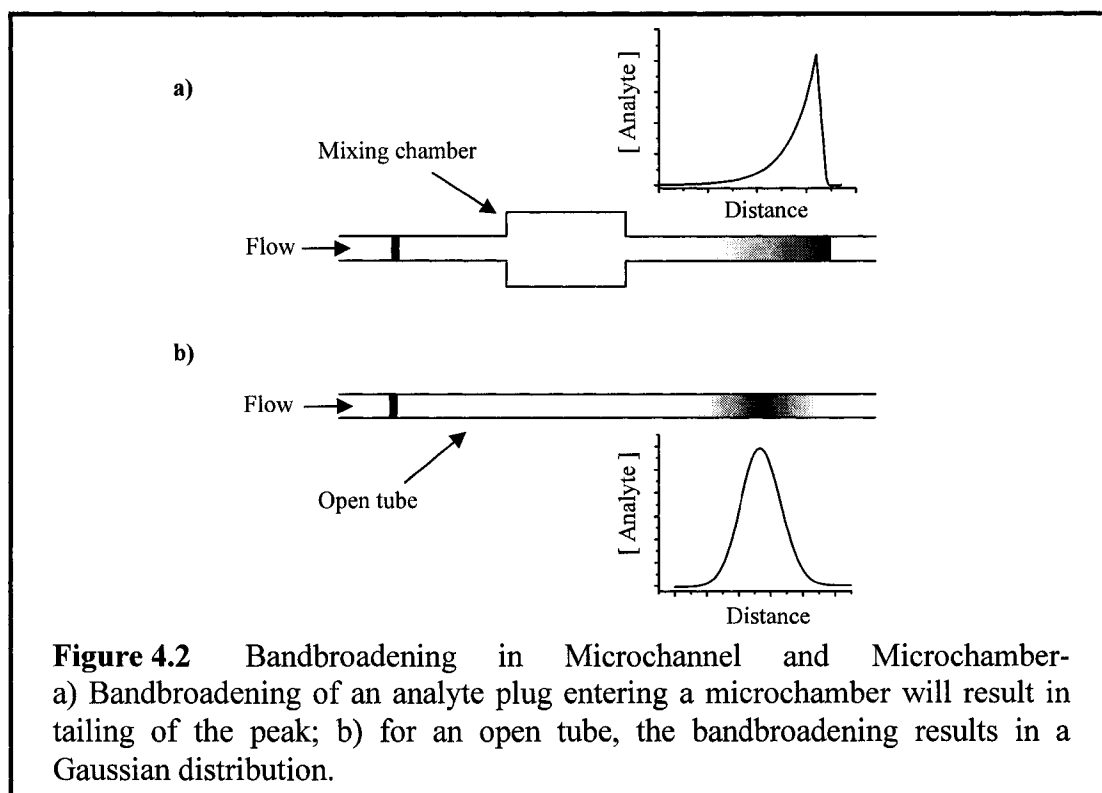 a)
[ Analyte ]
Mixing chamber
Distance
Flow
b)
Flow
Open tube
[ Analyte ]
Distance
Figure 4.2 Bandbroadening in Microchannel and Microchamber-
a) Bandbroadening of an analyte plug entering a microchamber will result in
tailing of the peak; b) for an open tube, the bandbroadening results in a
Gaussian distribution.